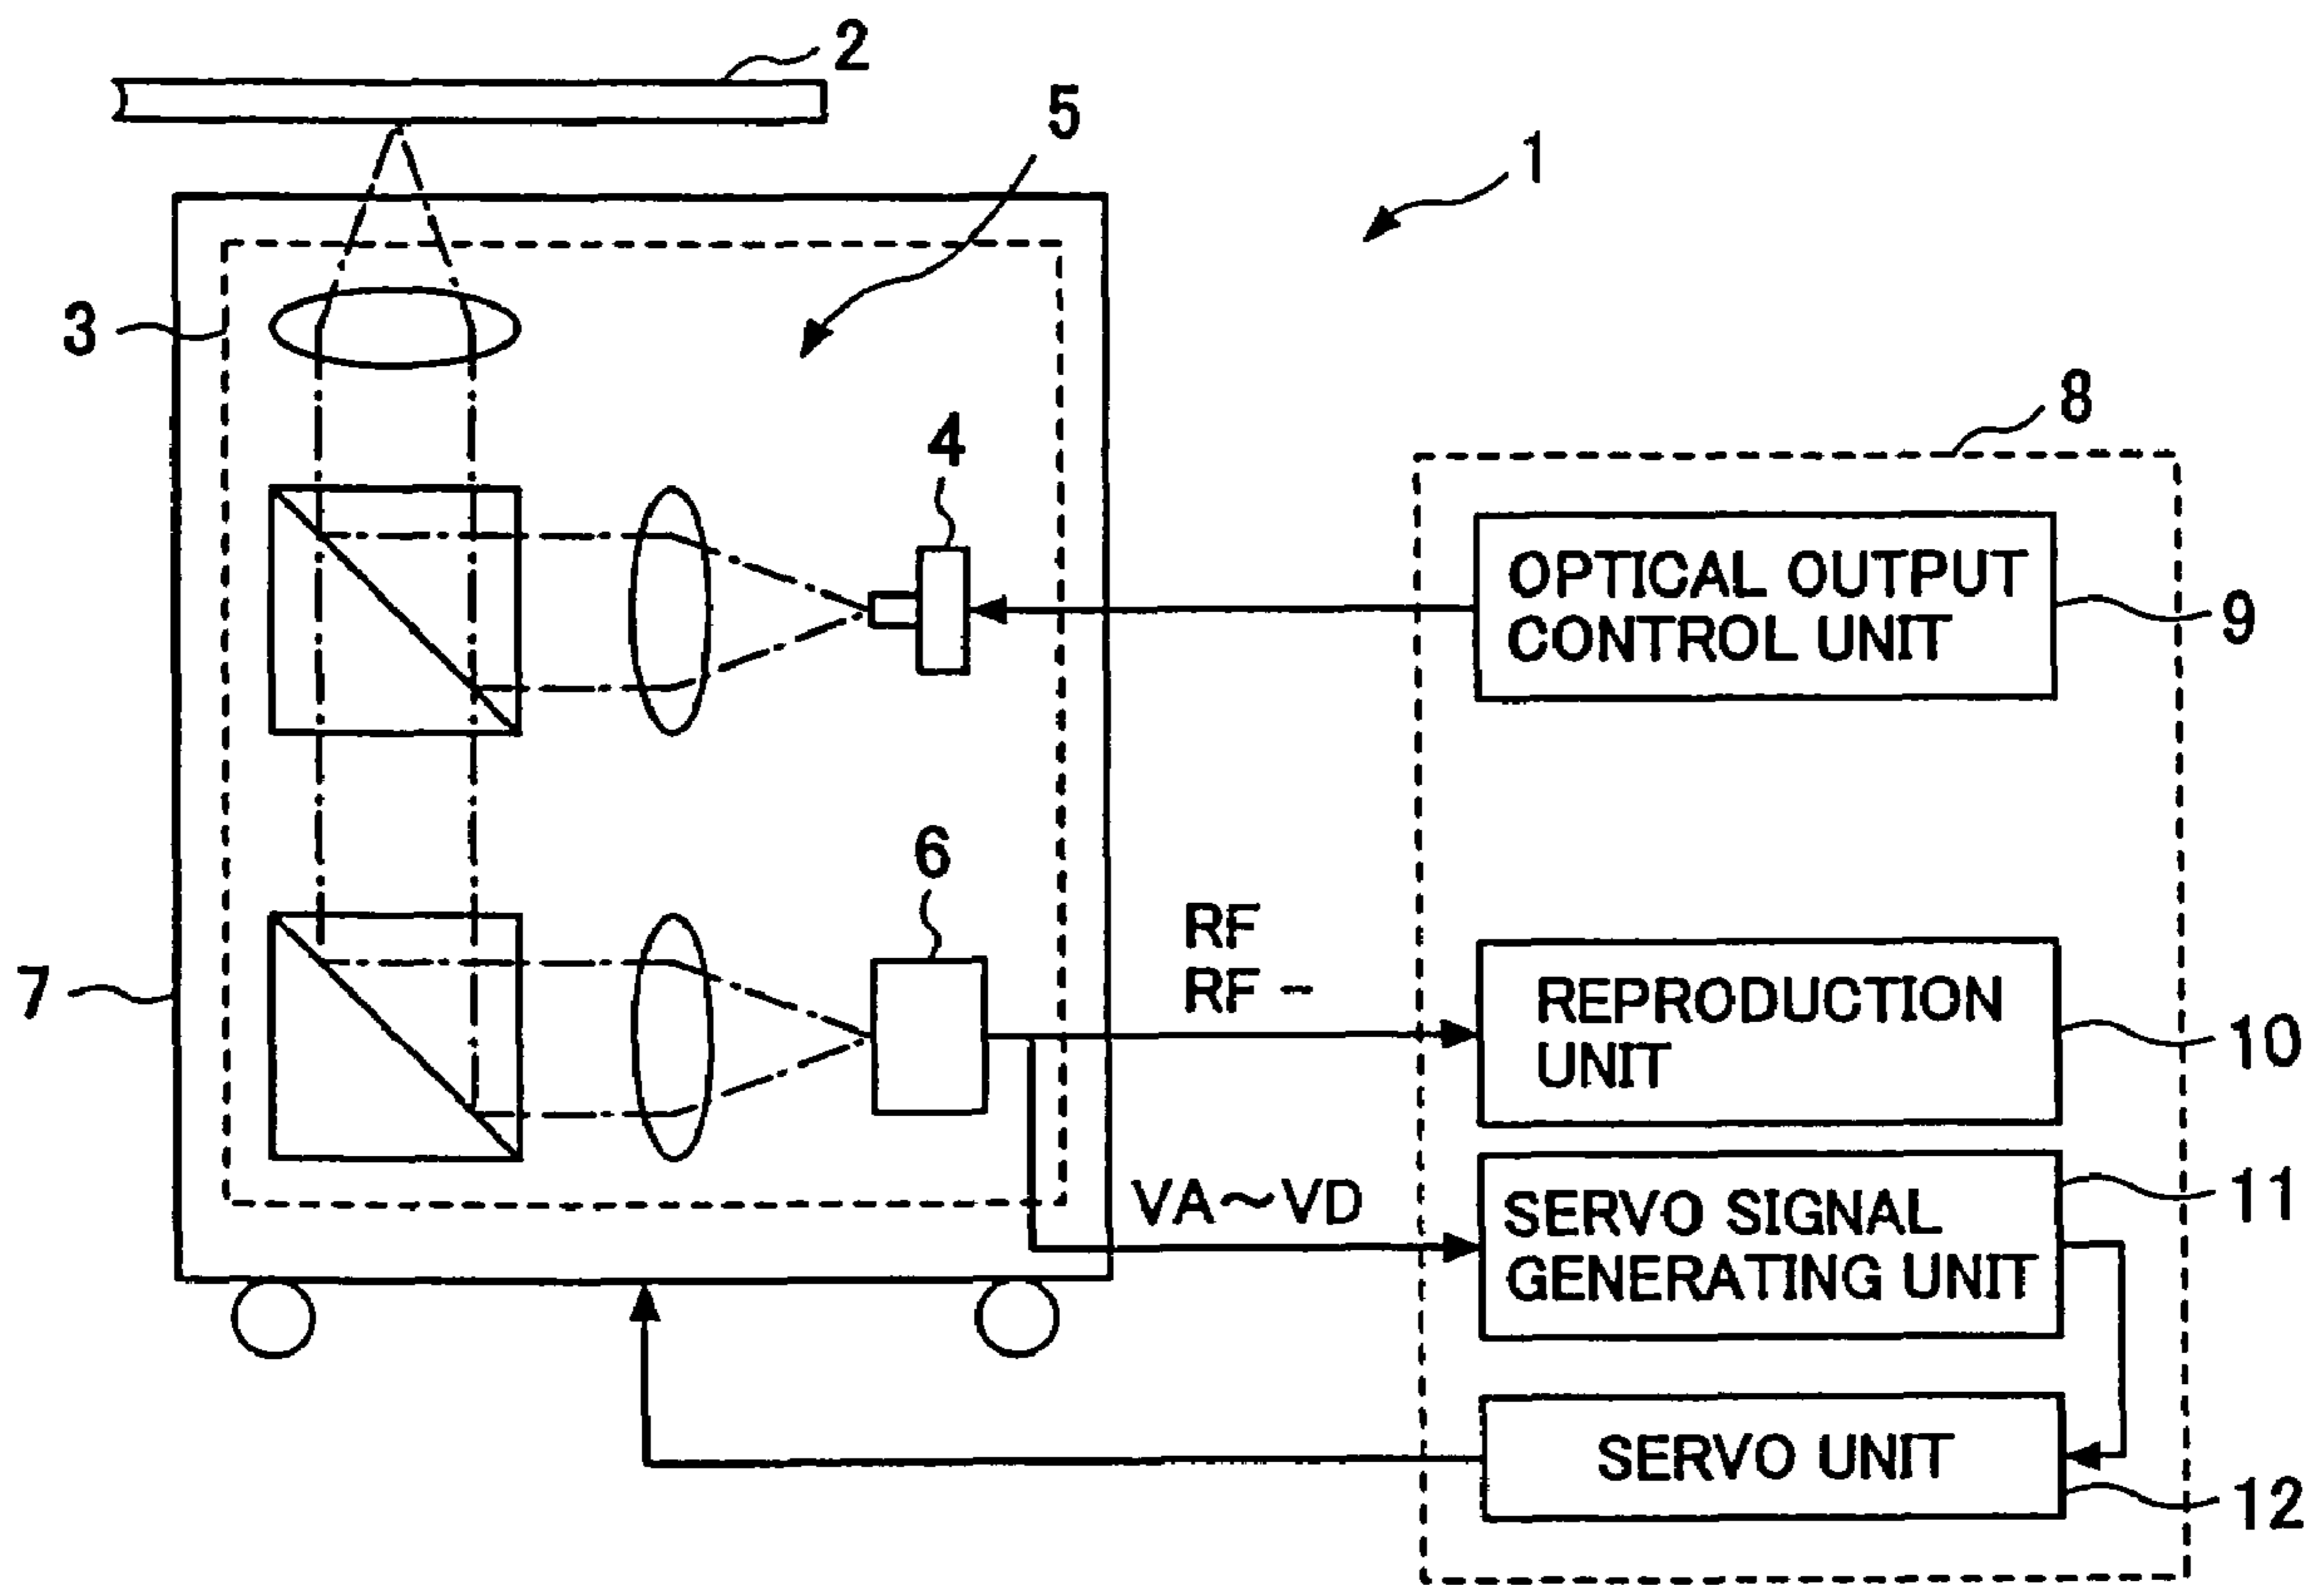 2
5
1
3
8
4
OPTICAL OUTPUT
CONTROL UNIT
9
6
RF
RF -
7
REPRODUCTION
UNIT
10
VA～VD
SERVO SIGNAL
GENERATING UNIT
11
SERVO UNIT
12